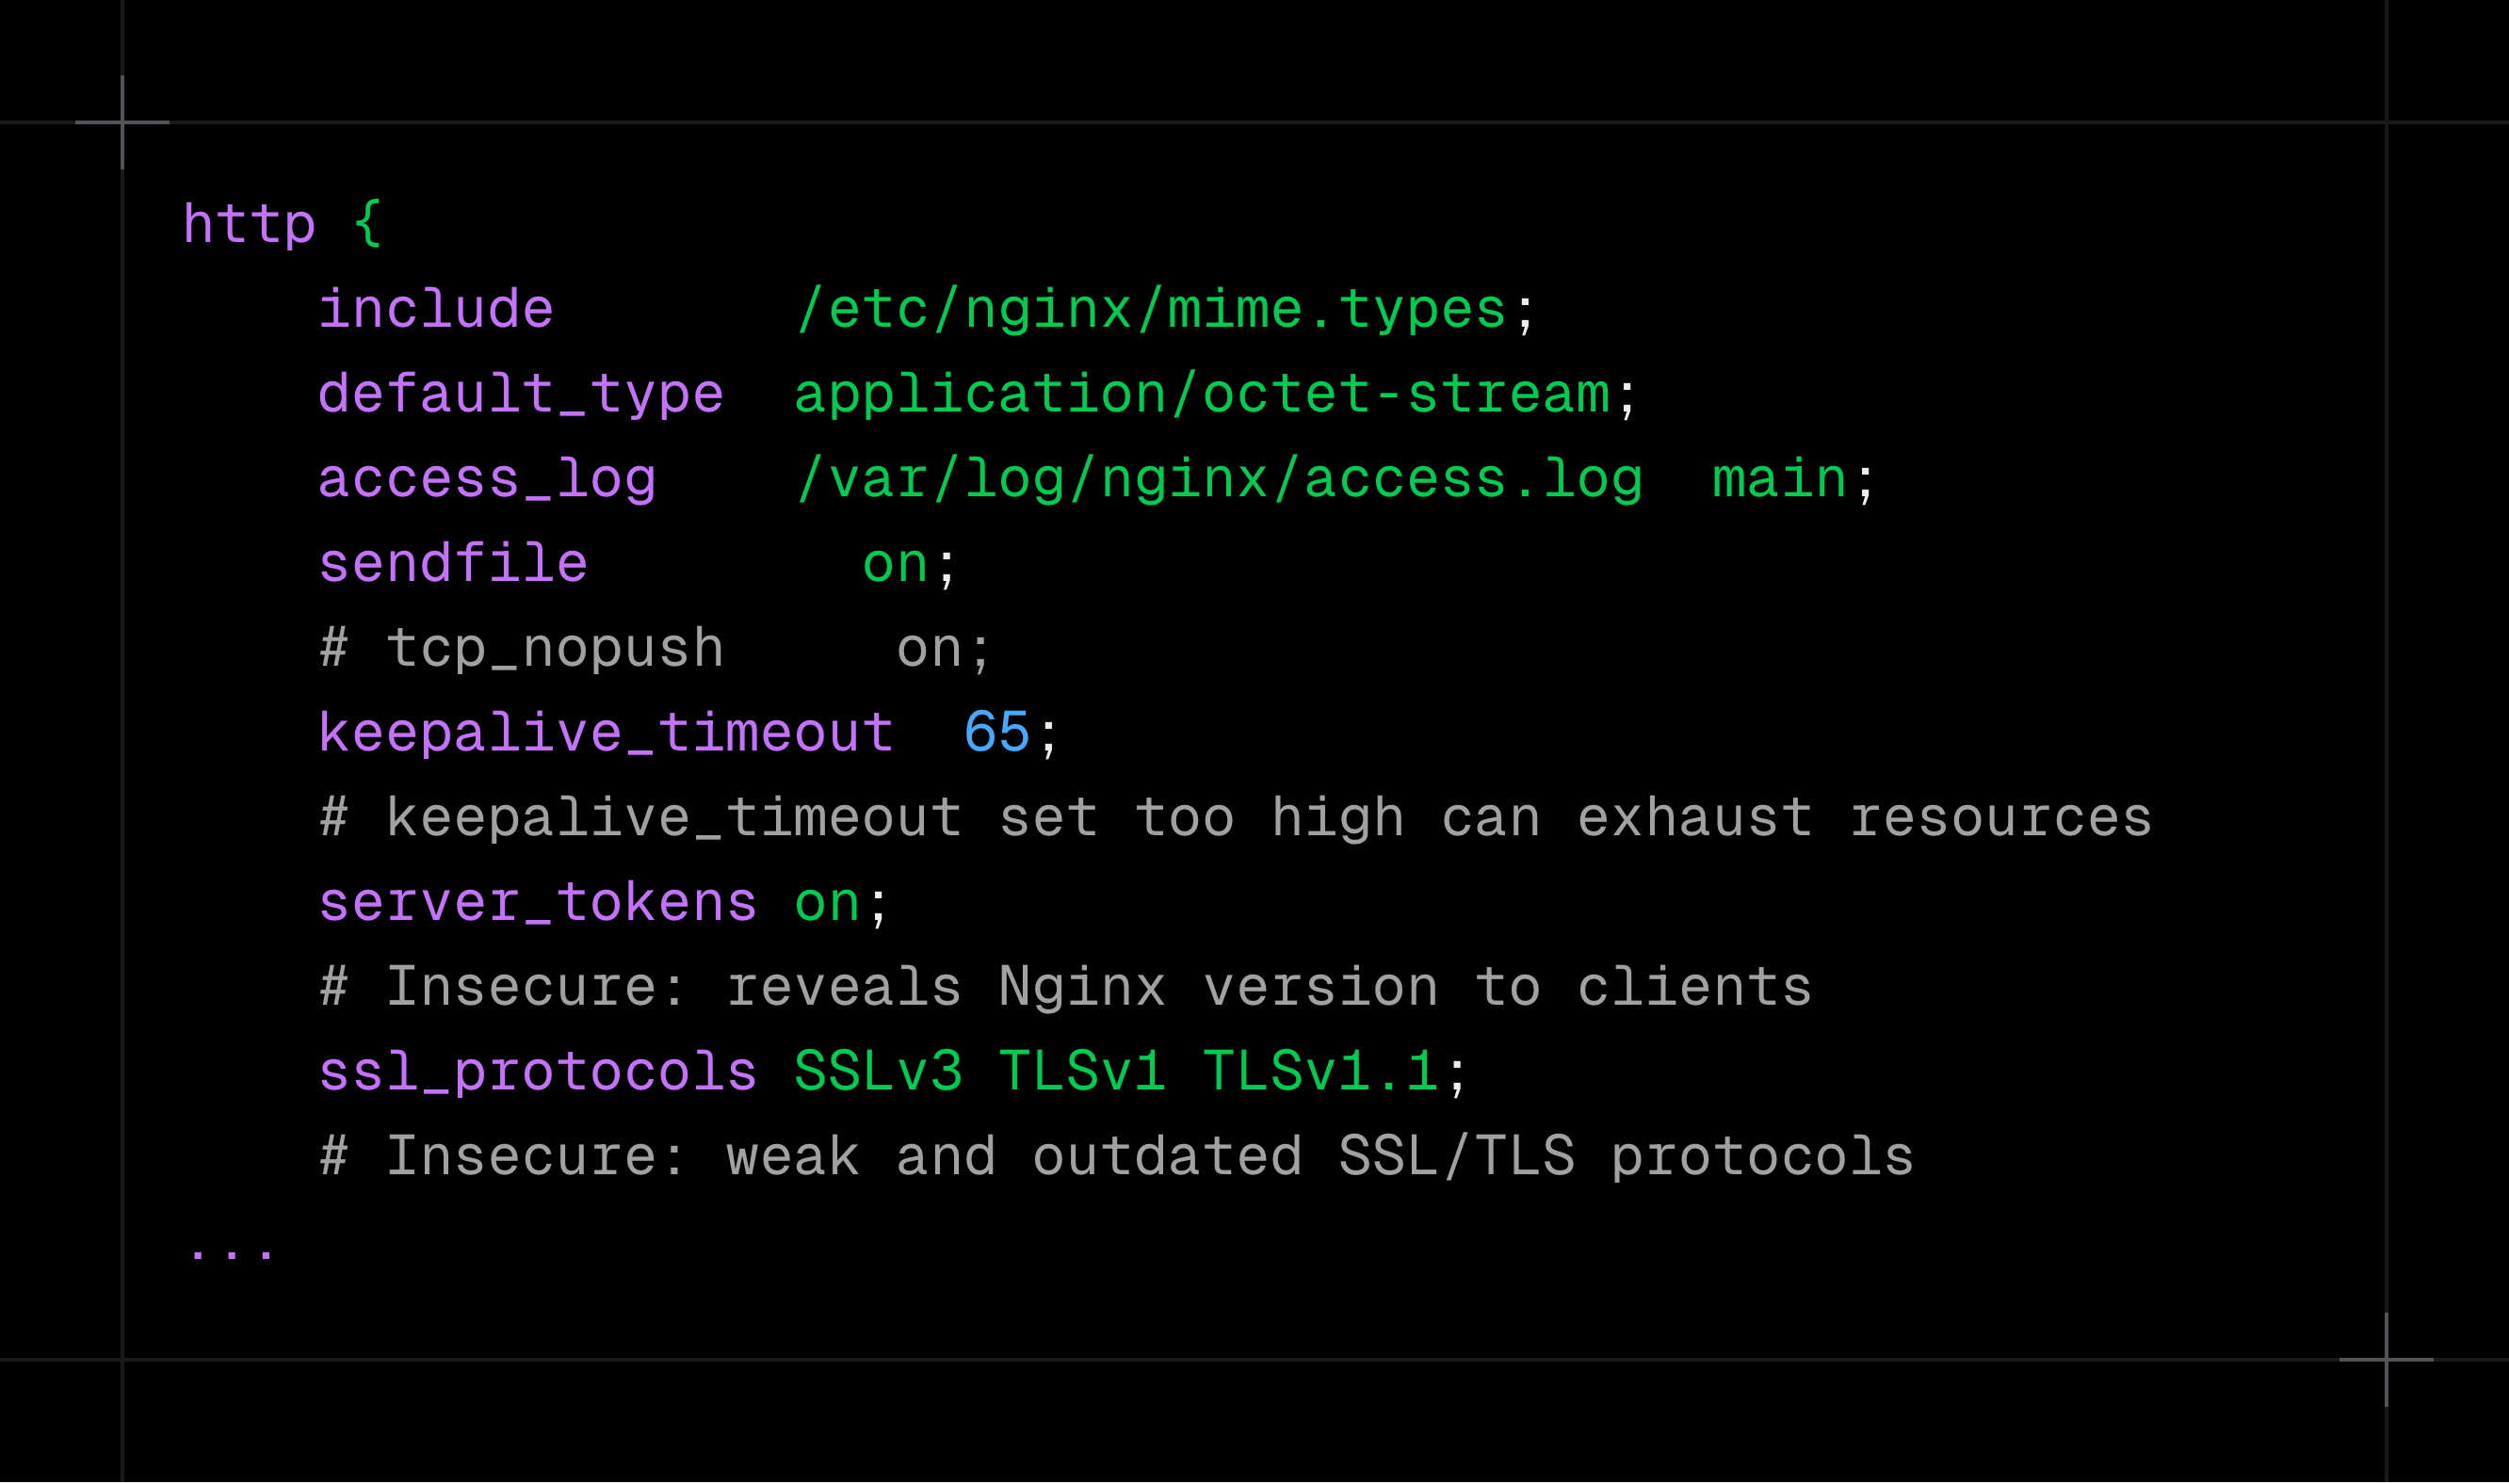 http {
    include       /etc/nginx/mime.types;
    default_type  application/octet-stream;
    access_log    /var/log/nginx/access.log  main;
    sendfile        on;
    # tcp_nopush     on;
    keepalive_timeout  65;
    # keepalive_timeout set too high can exhaust resources
    server_tokens on;
    # Insecure: reveals Nginx version to clients
    ssl_protocols SSLv3 TLSv1 TLSv1.1;
    # Insecure: weak and outdated SSL/TLS protocols
...